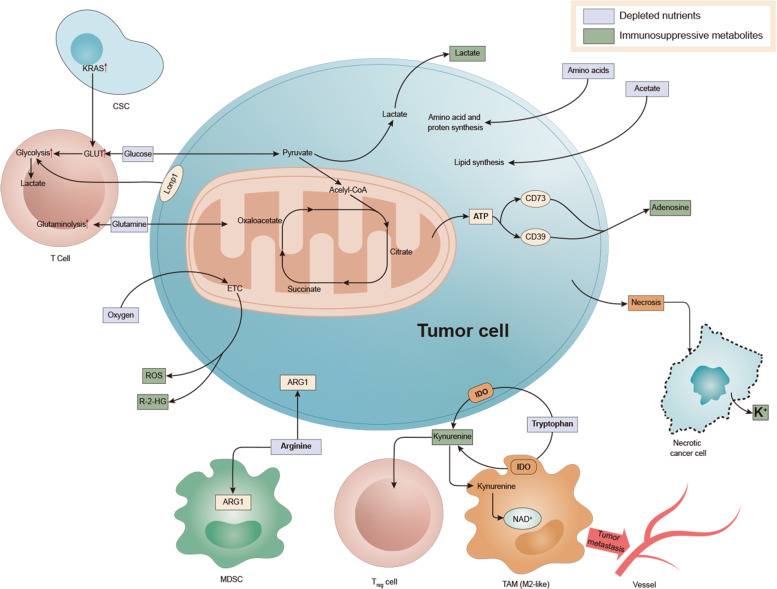 Depleted nutrients
Immunosuppressive metabolites
KRAS↑
CSC
Lactate
Amino acids
Acetate
Lactate
Amino acid and
proten synthesis
Glycolysis↑
GLUT↑
Glucose
Pyruvate
Lipid synthesis
Lonp1
Lactate
Acelyl-CoA
CD73
Adenosine
Glutaminolysis↑
Glutamine
Oxaloacetate
ATP
CD39
Citrate
T Cell
ETC
Succinate
Necrosis
Oxygen
Tumor cell
ROS
ARG1
R-2-HG
IDO
K+
Tryptophan
Kynurenine
Arginine
Necrotic
cancer cell
IDO
Kynurenine
ARG1
NAD+
Tumor
metastasis
MDSC
Treg cell
TAM (M2-like)
Vessel